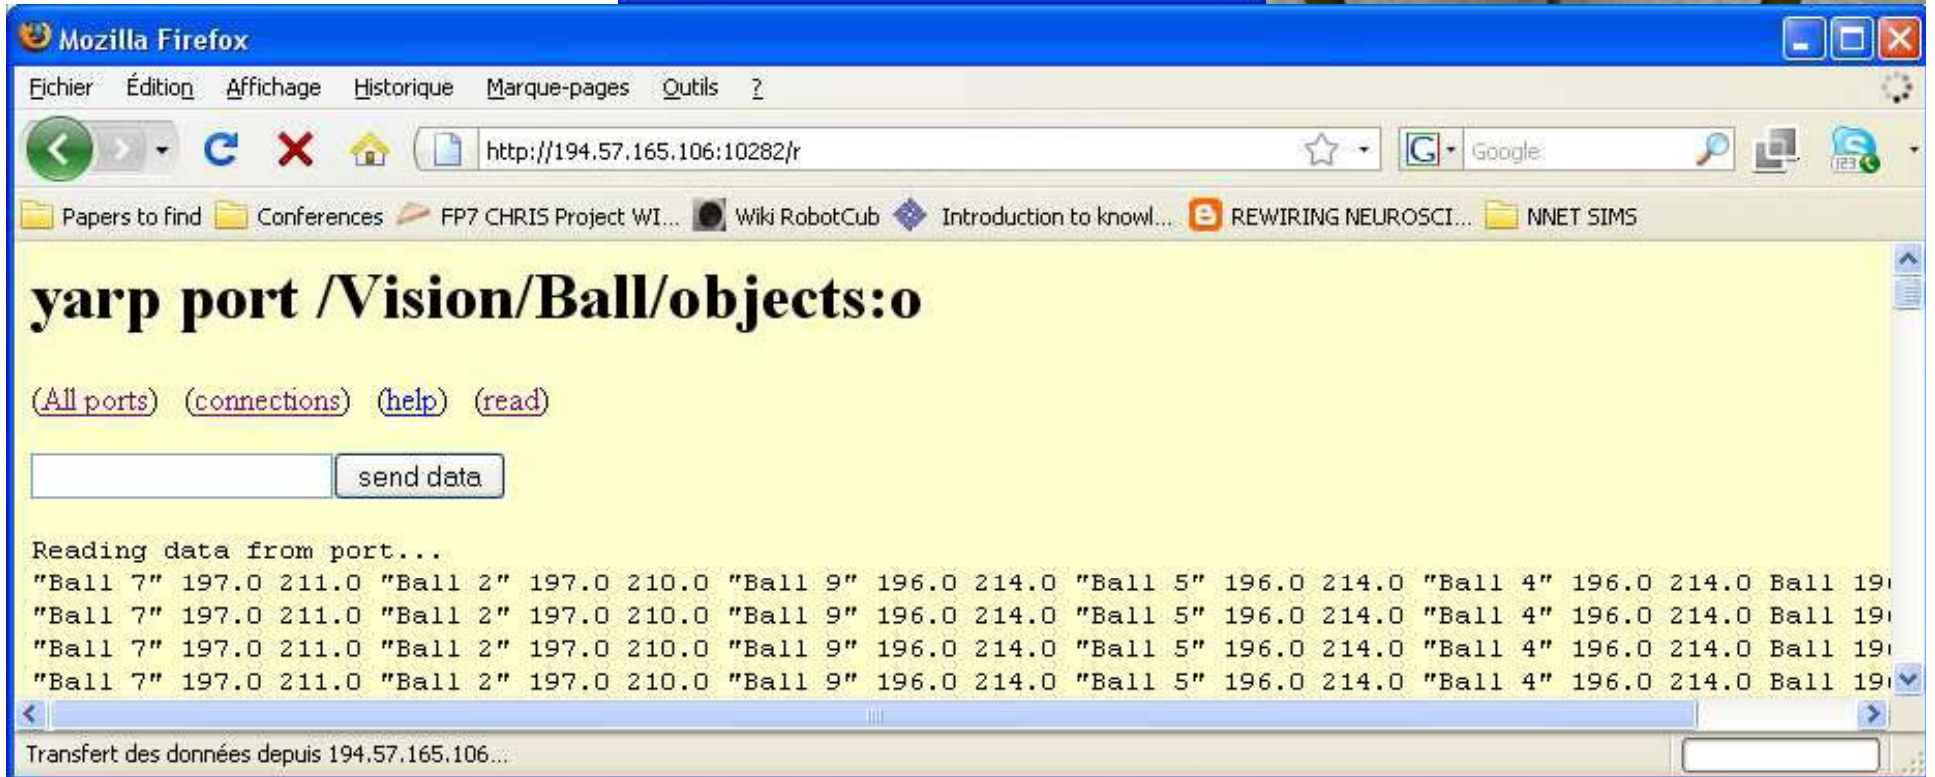 Mozilla Firefox
Fichier Édition Affichage Historique Marque-pages Outils ?
http://194.57.165.106:10282/r Google 123
Papers to find Conferences FP7 CHRIS Project WI... Wiki RobotCub Introduction to knowl... REWIRING NEUROSCI... NNET SIMS
yarp port /Vision/Ball/objects:o
(All ports) (connections) (help) (read)
send data
Reading data from port...
"Ball 7" 197.0 211.0 "Ball 2" 197.0 210.0 "Ball 9" 196.0 214.0 "Ball 5" 196.0 214.0 "Ball 4" 196.0 214.0 Ball 19
"Ball 7" 197.0 211.0 "Ball 2" 197.0 210.0 "Ball 9" 196.0 214.0 "Ball 5" 196.0 214.0 "Ball 4" 196.0 214.0 Ball 19
"Ball 7" 197.0 211.0 "Ball 2" 197.0 210.0 "Ball 9" 196.0 214.0 "Ball 5" 196.0 214.0 "Ball 4" 196.0 214.0 Ball 19
"Ball 7" 197.0 211.0 "Ball 2" 197.0 210.0 "Ball 9" 196.0 214.0 "Ball 5" 196.0 214.0 "Ball 4" 196.0 214.0 Ball 19
Transfert des données depuis 194.57.165.106...